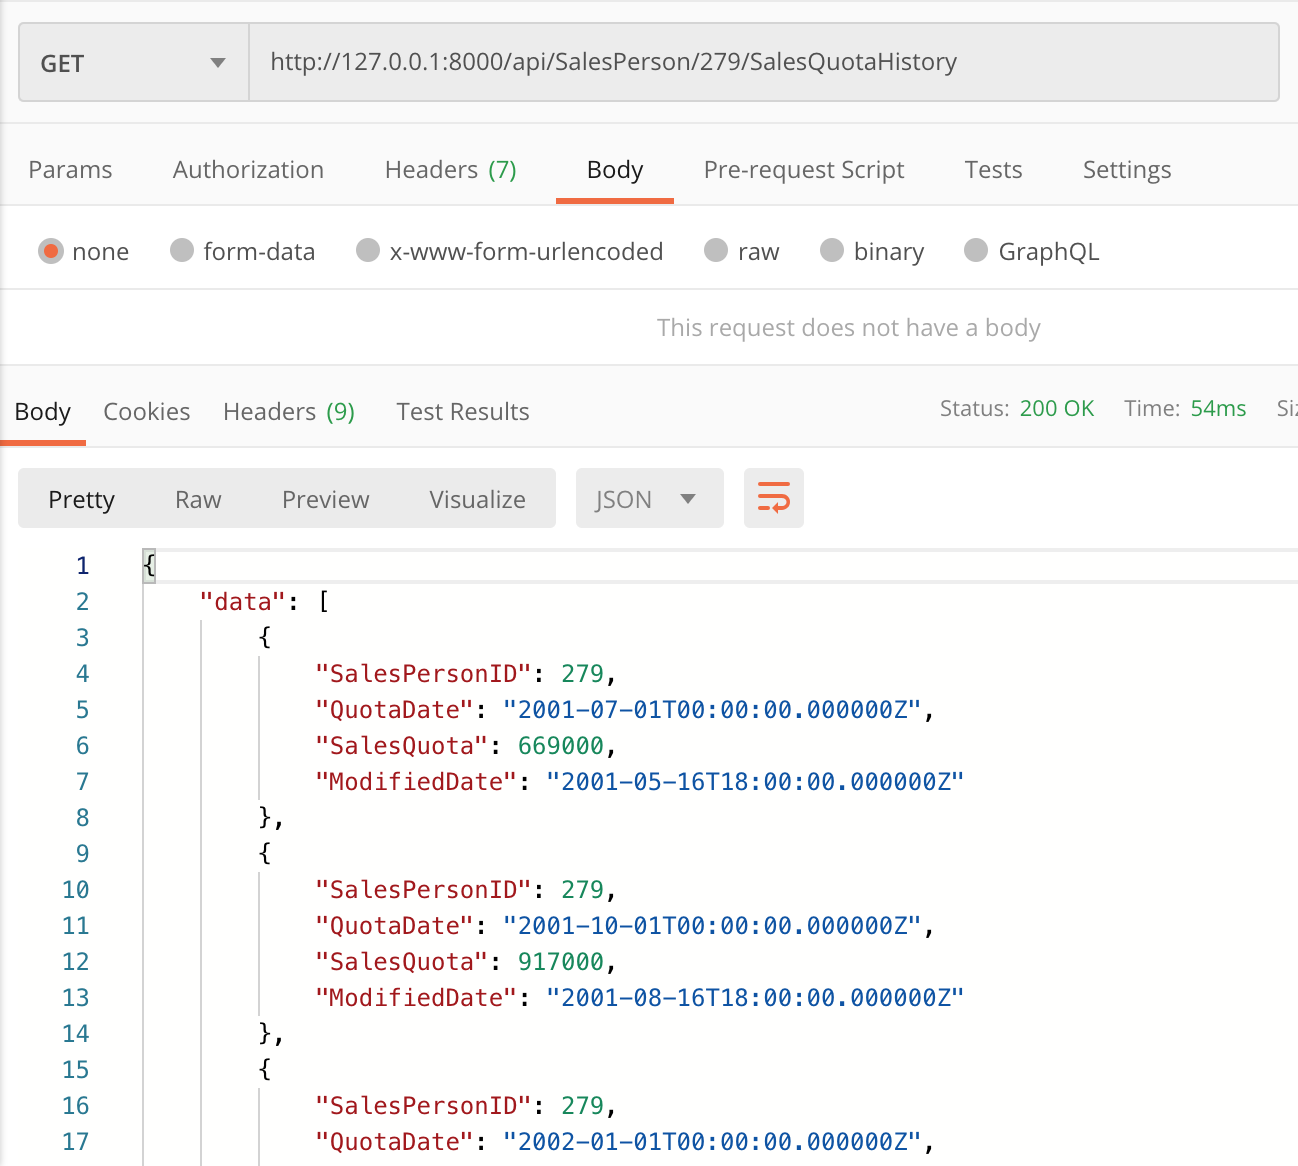 GET http://127.0.0.1:8000/api/SalesPerson/279/SalesQuotaHistory
Params Authorization Headers (7) Body Pre-request Script Tests Settings
none form-data x-www-form-urlencoded raw binary GraphQL
This request does not have a body
Body Cookies Headers (9) Test Results Status: 200 OK Time: 54ms
Pretty Raw Preview Visualize JSON
1 {
2 "data": [
3 {
4 "SalesPersonID": 279,
5 "QuotaDate": "2001-07-01T00:00:00.000000Z",
6 "SalesQuota": 669000,
7 "ModifiedDate": "2001-05-16T18:00:00.000000Z"
8 },
9 {
10 "SalesPersonID": 279,
11 "QuotaDate": "2001-10-01T00:00:00.000000Z",
12 "SalesQuota": 917000,
13 "ModifiedDate": "2001-08-16T18:00:00.000000Z"
14 },
15 {
16 "SalesPersonID": 279,
17 "QuotaDate": "2002-01-01T00:00:00.000000Z",